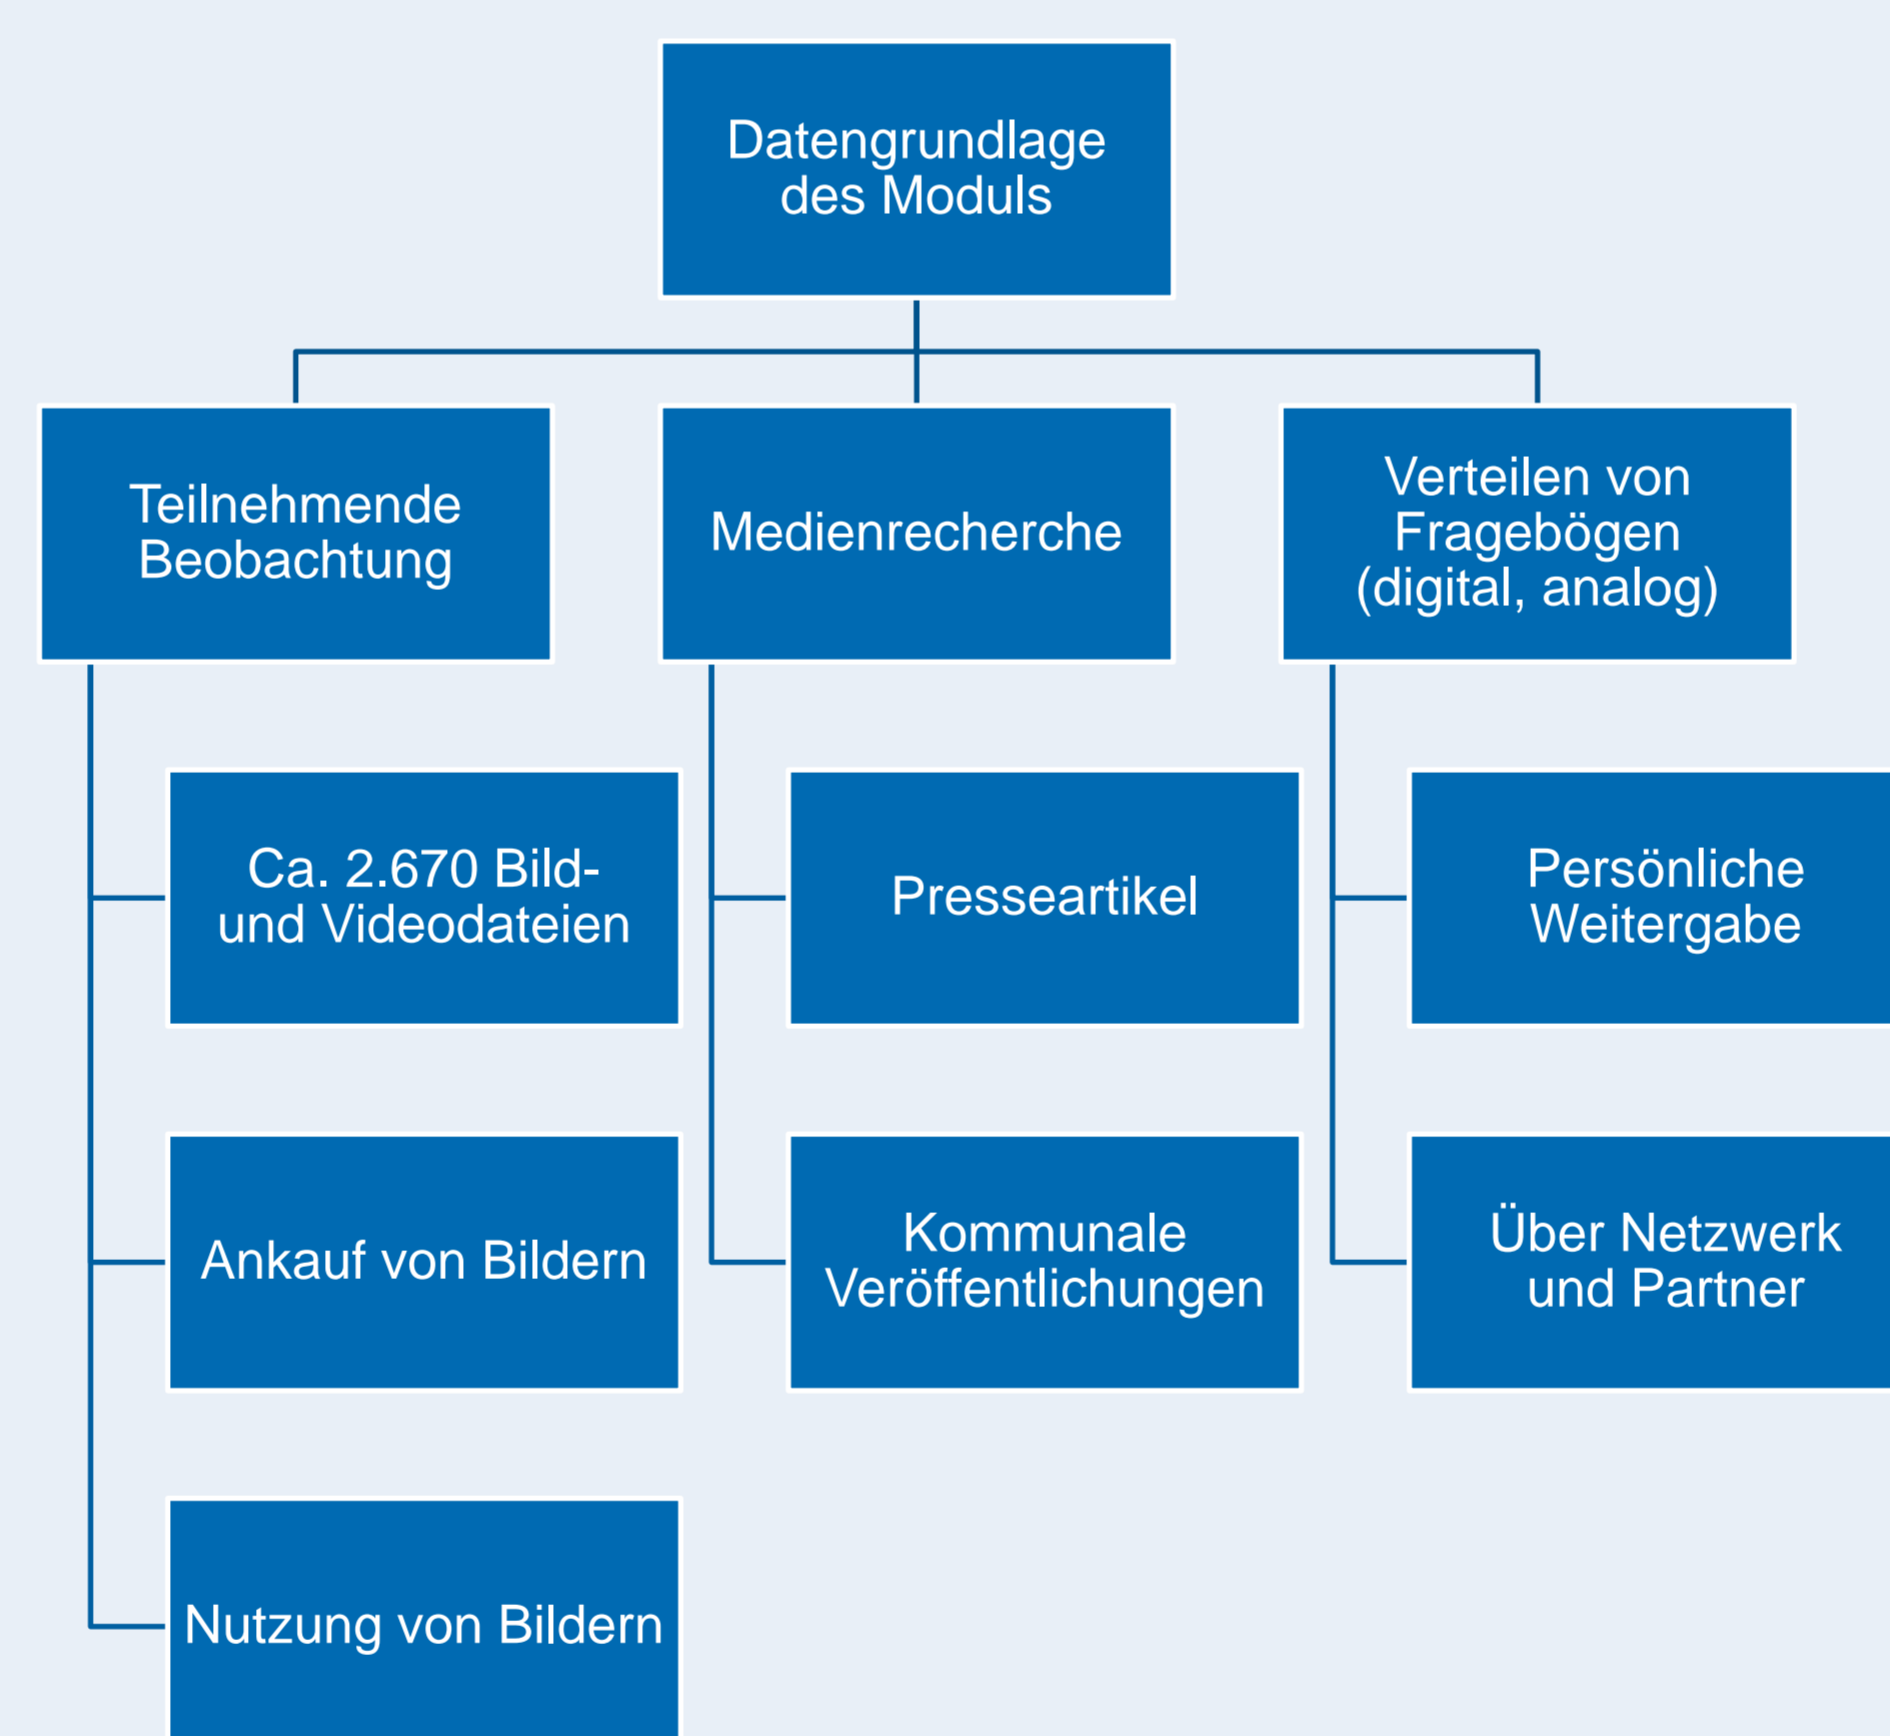 Datengrundlage
des Moduls
Teilnehmende
Beobachtung
Ca. 2.670 Bild-
und Videodateien
Ankauf von Bildern
Nutzung von Bildern
Medienrecherche
Presseartikel
Kommunale
Veröffentlichungen
Verteilen von
Fragebögen
(digital, analog)
Persönliche
Weitergabe
Über Netzwerk
und Partner